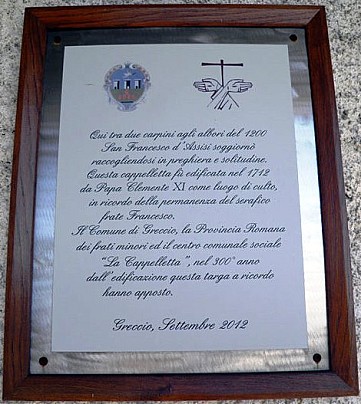 Qui tra due carpini agli albori del 1200
San Francesco d'Assisi soggiornò
raccogliendosi in preghiera e solitudine.
Questa cappelletta fù edificata nel 1712
da Papa Clemente XI come luogo di culto,
in ricordo della permanenza del serafico
frate Francesco.
Il Comune di Greccio, la Provincia Romana
dei frati minori ed il centro comunale sociale
"La Cappelletta", nel 300° anno
dall'edificazione questa targa a ricordo
hanno apposto.
Greccio, Settembre 2012